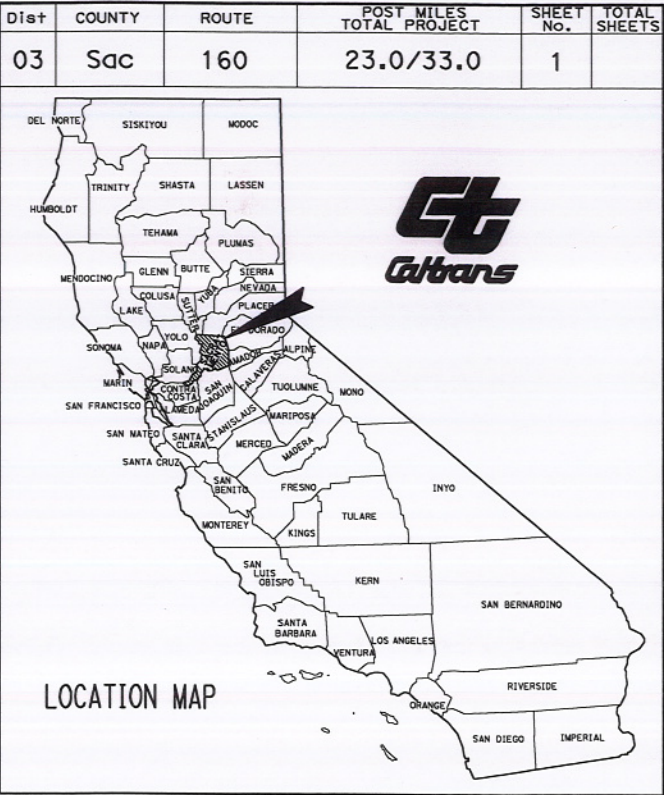 Dist
COUNTY
ROUTE
POST MILES
TOTAL PROJECT
SHEET
No.
TOTAL
SHEETS
03
Sac
160
23.0/33.0
1
DEL NORTE
SISKIYOU
MODOC
TRINITY
SHASTA
LASSEN
HUMBOLDT
TEHAMA
PLUMAS
MENDOCINO
GLENN
BUTTE
SIERRA
NEVADA
COLUSA
YUBA
PLACER
LAKE
SUTTER
EL DORADO
SONOMA
NAPA
YOLO
AMADOR
ALPINE
SOLANO
CALAVERAS
MARIN
CONTRA
COSTA
SAN
JOAQUIN
TUOLUMNE
MONO
SAN FRANCISCO
ALAMEDA
STANISLAUS
MARIPOSA
SAN MATEO
SANTA
CLARA
MERCED
MADERA
SANTA CRUZ
SAN
BENITO
FRESNO
INYO
MONTEREY
KINGS
TULARE
SAN
LUIS
OBISPO
KERN
SAN BERNARDINO
SANTA
BARBARA
VENTURA
LOS ANGELES
ORANGE
RIVERSIDE
SAN DIEGO
IMPERIAL
Ct
Caltrans
LOCATION MAP